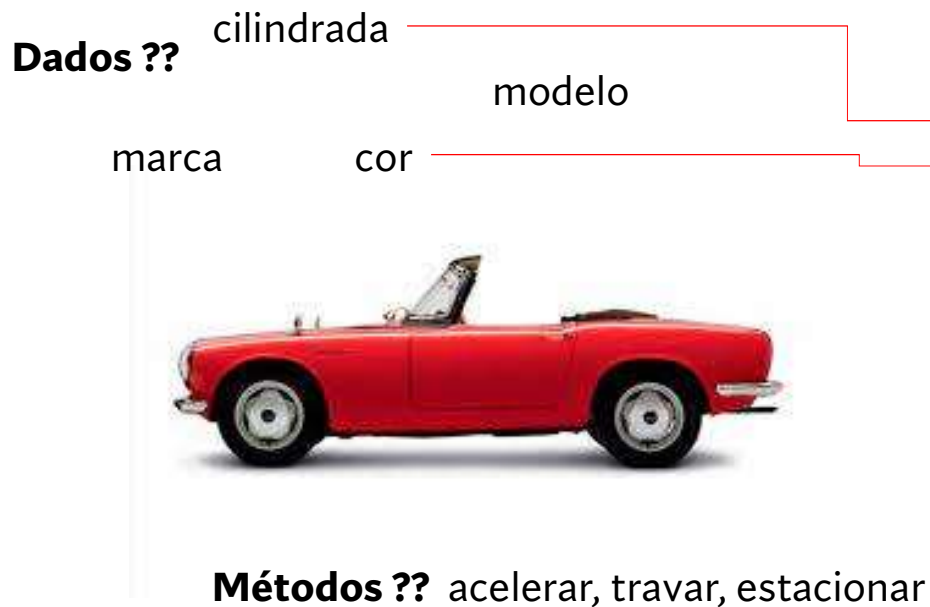 cilindrada
Dados ??
modelo
marca cor
Métodos ?? acelerar, travar, estacionar